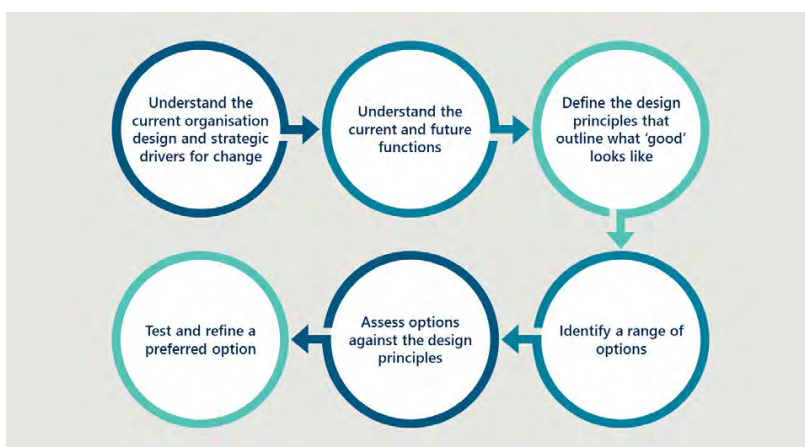 Understand the
current organisation
design and strategic
drivers for change
Understand the
current and future
functions
Define the design
principles that
outline what ‘good’
looks like
Identify a range of
options
Assess options
against the design
principles
Test and refine a
preferred option